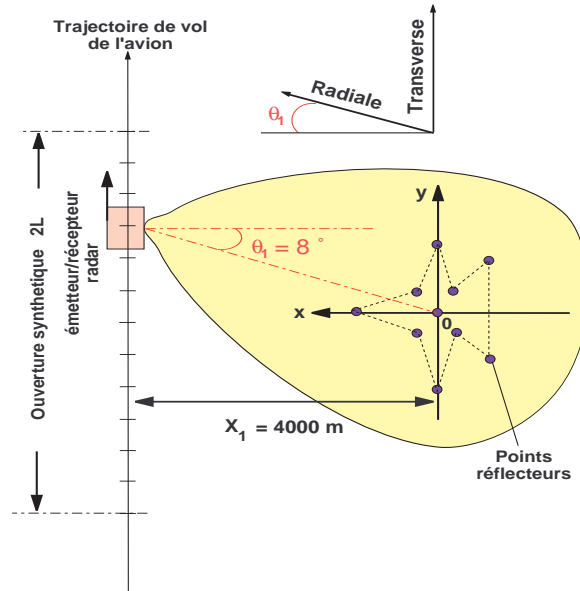 Trajectoire de vol
de l'avion
Transverse
Radiale
θ1
y
émetteur/récepteur
radar
Ouverture synthetique 2L
θ1 = 8 °
x
0
X1 = 4000 m
Points
réflecteurs